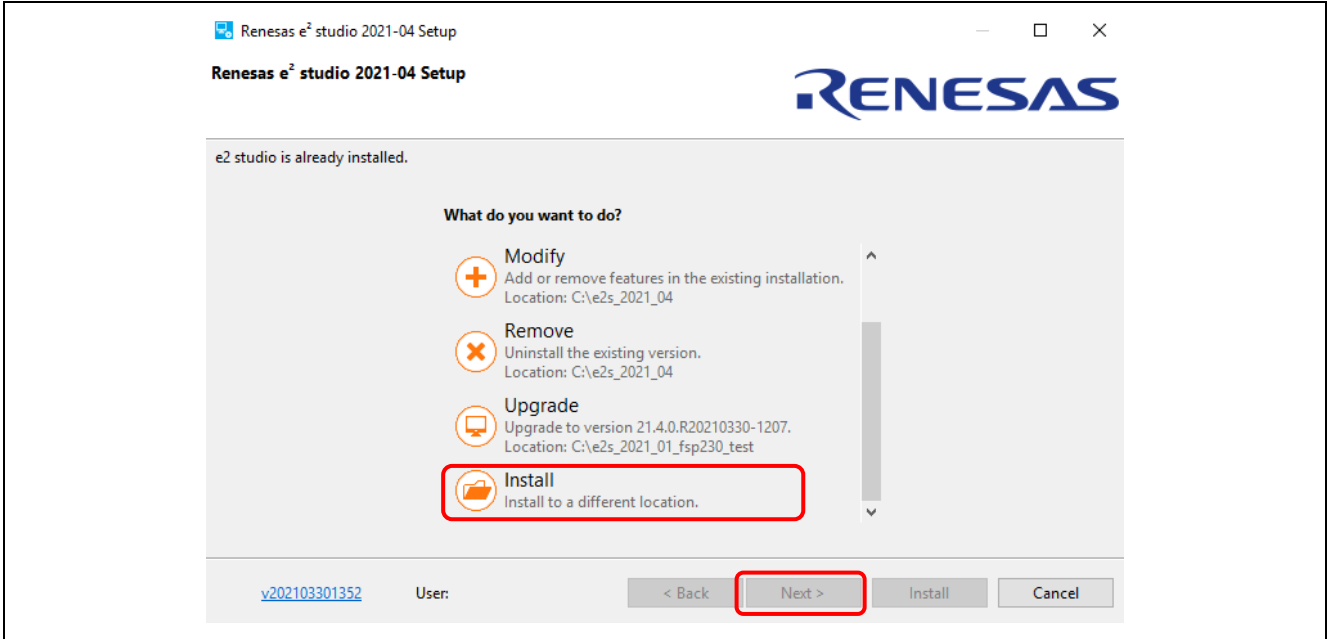 Renesas e² studio 2021-04 Setup
Renesas e² studio 2021-04 Setup
RENESAS
e2 studio is already installed.
What do you want to do?
Modify
Add or remove features in the existing installation.
Location: C:\e2s_2021_04
Remove
Uninstall the existing version.
Location: C:\e2s_2021_04
Upgrade
Upgrade to version 21.4.0.R20210330-1207.
Location: C:\e2s_2021_01_fsp230_test
Install
Install to a different location.
v202103301352 User: < Back Next > Install Cancel